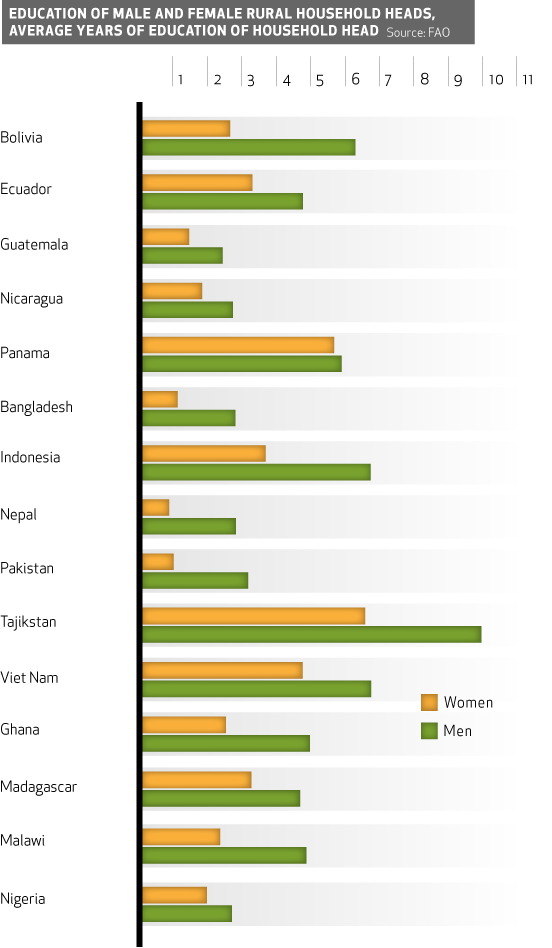 EDUCATION OF MALE AND FEMALE RURAL HOUSEHOLD HEADS,
AVERAGE YEARS OF EDUCATION OF HOUSEHOLD HEAD Source: FAO
1 2 3 4 5 6 7 8 9 10 11
Bolivia
Ecuador
Guatemala
Nicaragua
Panama
Bangladesh
Indonesia
Nepal
Pakistan
Tajikstan
Viet Nam
Women
Ghana
Men
Madagascar
Malawi
Nigeria